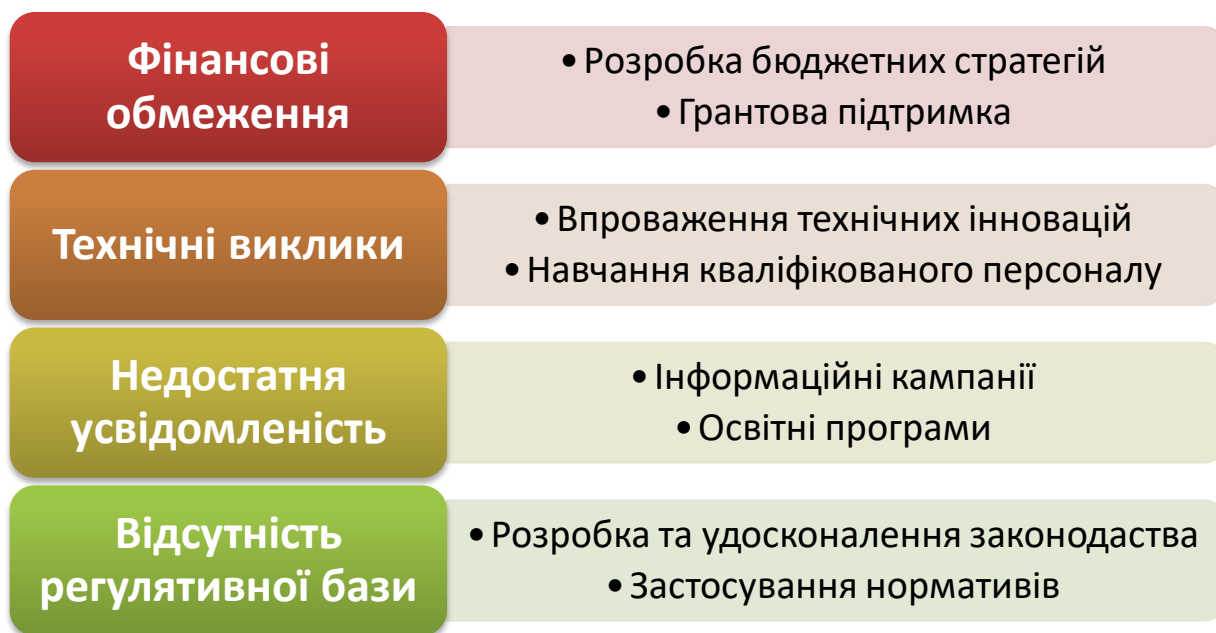 Фінансові
обмеження
• Розробка бюджетних стратегій
• Грантова підтримка
Технічні виклики
• Впроваження технічних інновацій
• Навчання кваліфікованого персоналу
Недостатня
усвідомленість
• Інформаційні кампанії
• Освітні програми
Відсутність
регулятивної бази
• Розробка та удосконалення законодаства
• Застосування нормативів